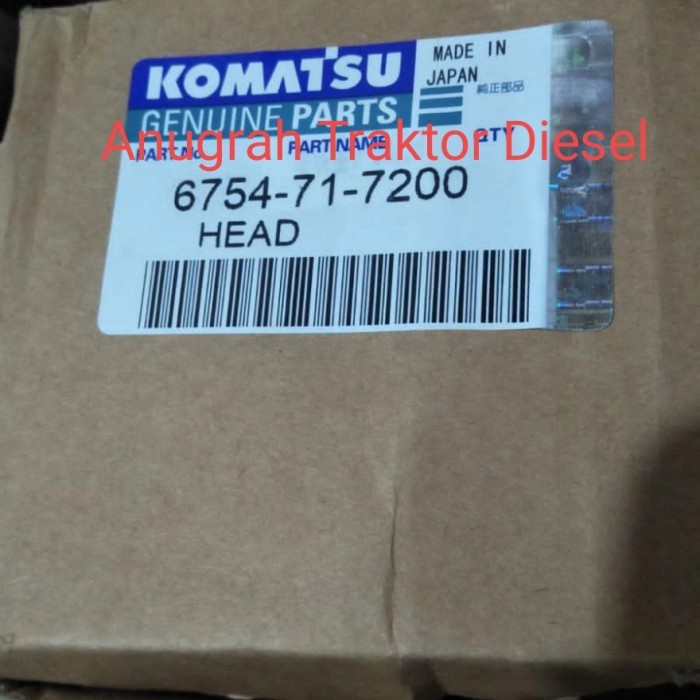 KOMATSU
MADE IN
JAPAN
GENUINE PARTS
純正部品
Anugrah Traktor Diesel
PART No. PART NAME QTY
6754-71-7200
HEAD